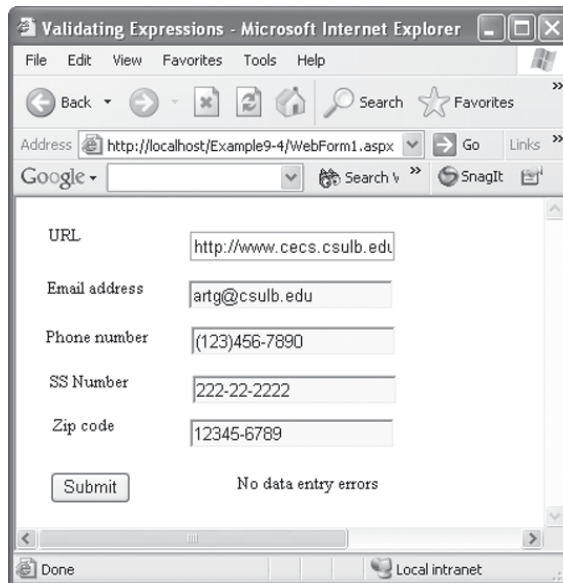 Validating Expressions - Microsoft Internet Explorer
File Edit View Favorites Tools Help
Back Search Favorites »
Address http://localhost/Example9-4/WebForm1.aspx Go Links »
Google Search » SnagIt
URL http://www.cecs.csulb.edu
Email address artg@csulb.edu
Phone number (123)456-7890
SS Number 222-22-2222
Zip code 12345-6789
Submit No data entry errors
Done Local intranet